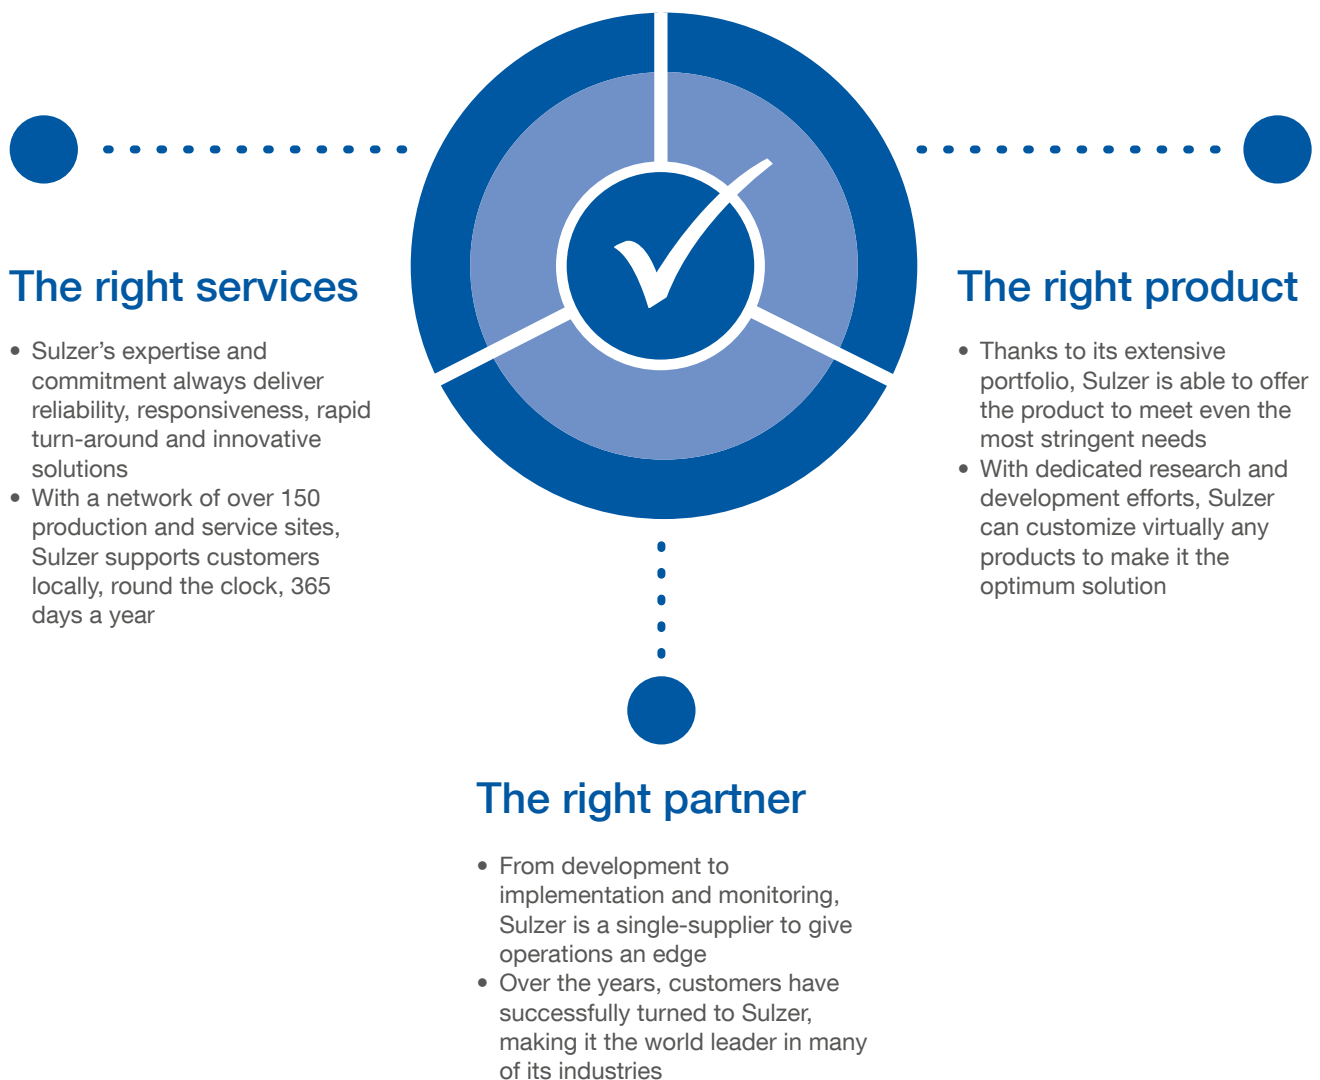 The right services
• Sulzer’s expertise and
commitment always deliver
reliability, responsiveness, rapid
turn-around and innovative
solutions
• With a network of over 150
production and service sites,
Sulzer supports customers
locally, round the clock, 365
days a year
The right product
• Thanks to its extensive
portfolio, Sulzer is able to offer
the product to meet even the
most stringent needs
• With dedicated research and
development efforts, Sulzer
can customize virtually any
products to make it the
optimum solution
The right partner
• From development to
implementation and monitoring,
Sulzer is a single-supplier to give
operations an edge
• Over the years, customers have
successfully turned to Sulzer,
making it the world leader in many
of its industries